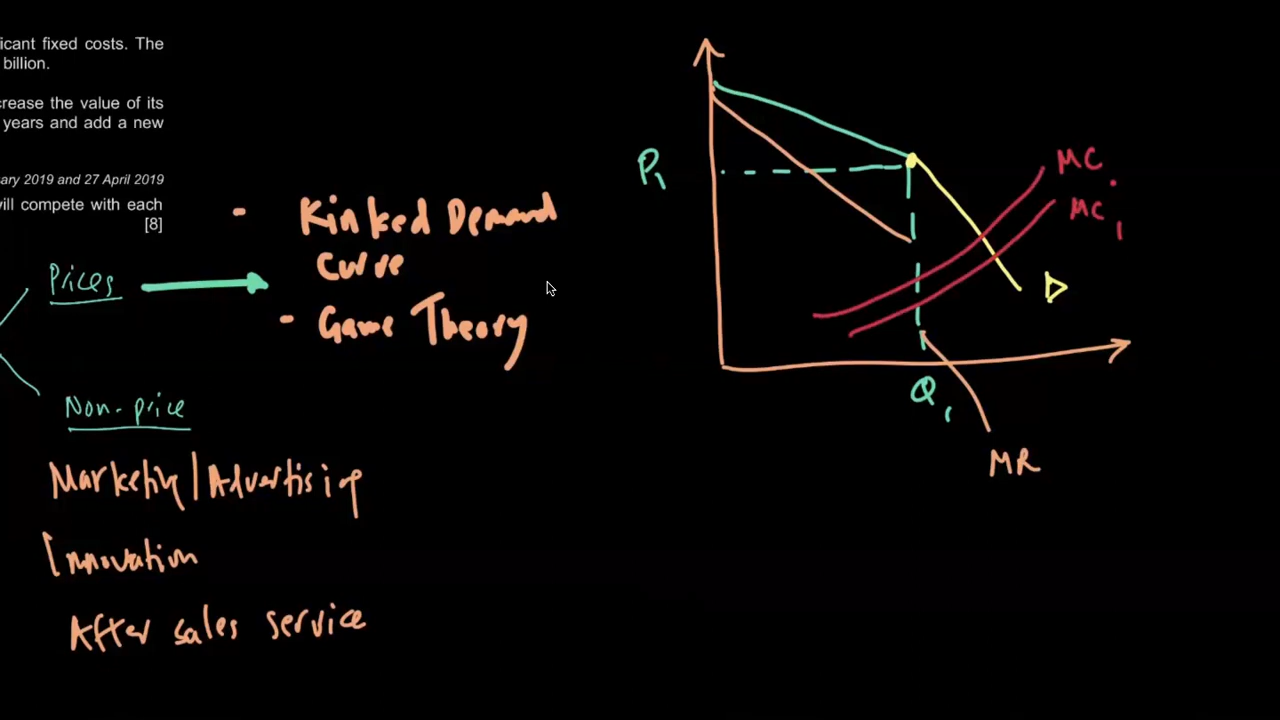 icant fixed costs. The
billion.
crease the value of its
years and add a new
ary 2019 and 27 April 2019
vill compete with each
[8]
Prices
- Kinked Demand
Curve
- Game Theory
Non-price
Marketing/Advertising
Innovation
After sales service
P1
MC
MC1
D
Q1
MR